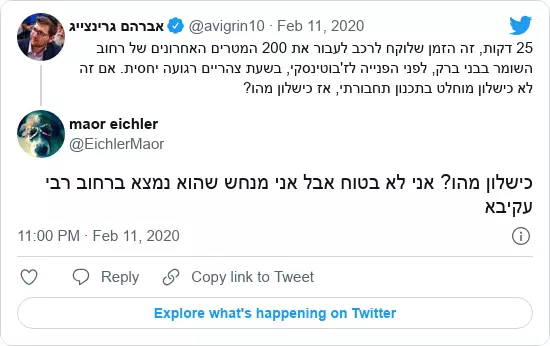 אברהם גרינצייג @avigrin10 · Feb 11, 2020
25 דקות, זה הזמן שלוקח לרכב לעבור את 200 המטרים האחרונים של רחוב
השומר בבני ברק, לפני הפנייה לז'בוטינסקי, בשעת צהריים רגועה יחסית. אם זה
לא כישלון מוחלט בתכנון תחבורתי, אז כישלון מהו?
maor eichler
@EichlerMaor
כישלון מהו? אני לא בטוח אבל אני מנחש שהוא נמצא ברחוב רבי
עקיבא
11:00 PM · Feb 11, 2020
Reply Copy link to Tweet
Explore what's happening on Twitter